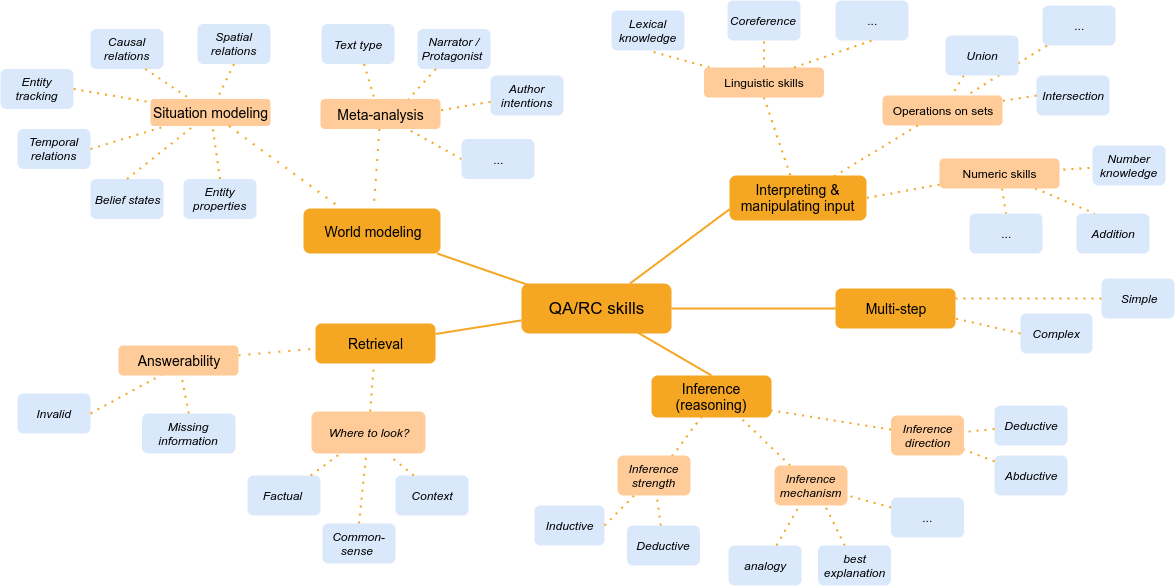 Causal
relations
Spatial
relations
Entity
tracking
Situation modeling
Temporal
relations
Belief states
Entity
properties
Text type
Narrator /
Protagonist
Meta-analysis
Author
intentions
...
World modeling
Lexical
knowledge
Coreference
...
Linguistic skills
Union
...
Operations on sets
Intersection
Interpreting &
manipulating input
Numeric skills
Number
knowledge
...
Addition
QA/RC skills
Multi-step
Simple
Complex
Retrieval
Answerability
Invalid
Missing
information
Where to look?
Factual
Context
Common-
sense
Inference
(reasoning)
Inference
strength
Inductive
Deductive
Inference
mechanism
analogy
best
explanation
...
Inference
direction
Deductive
Abductive